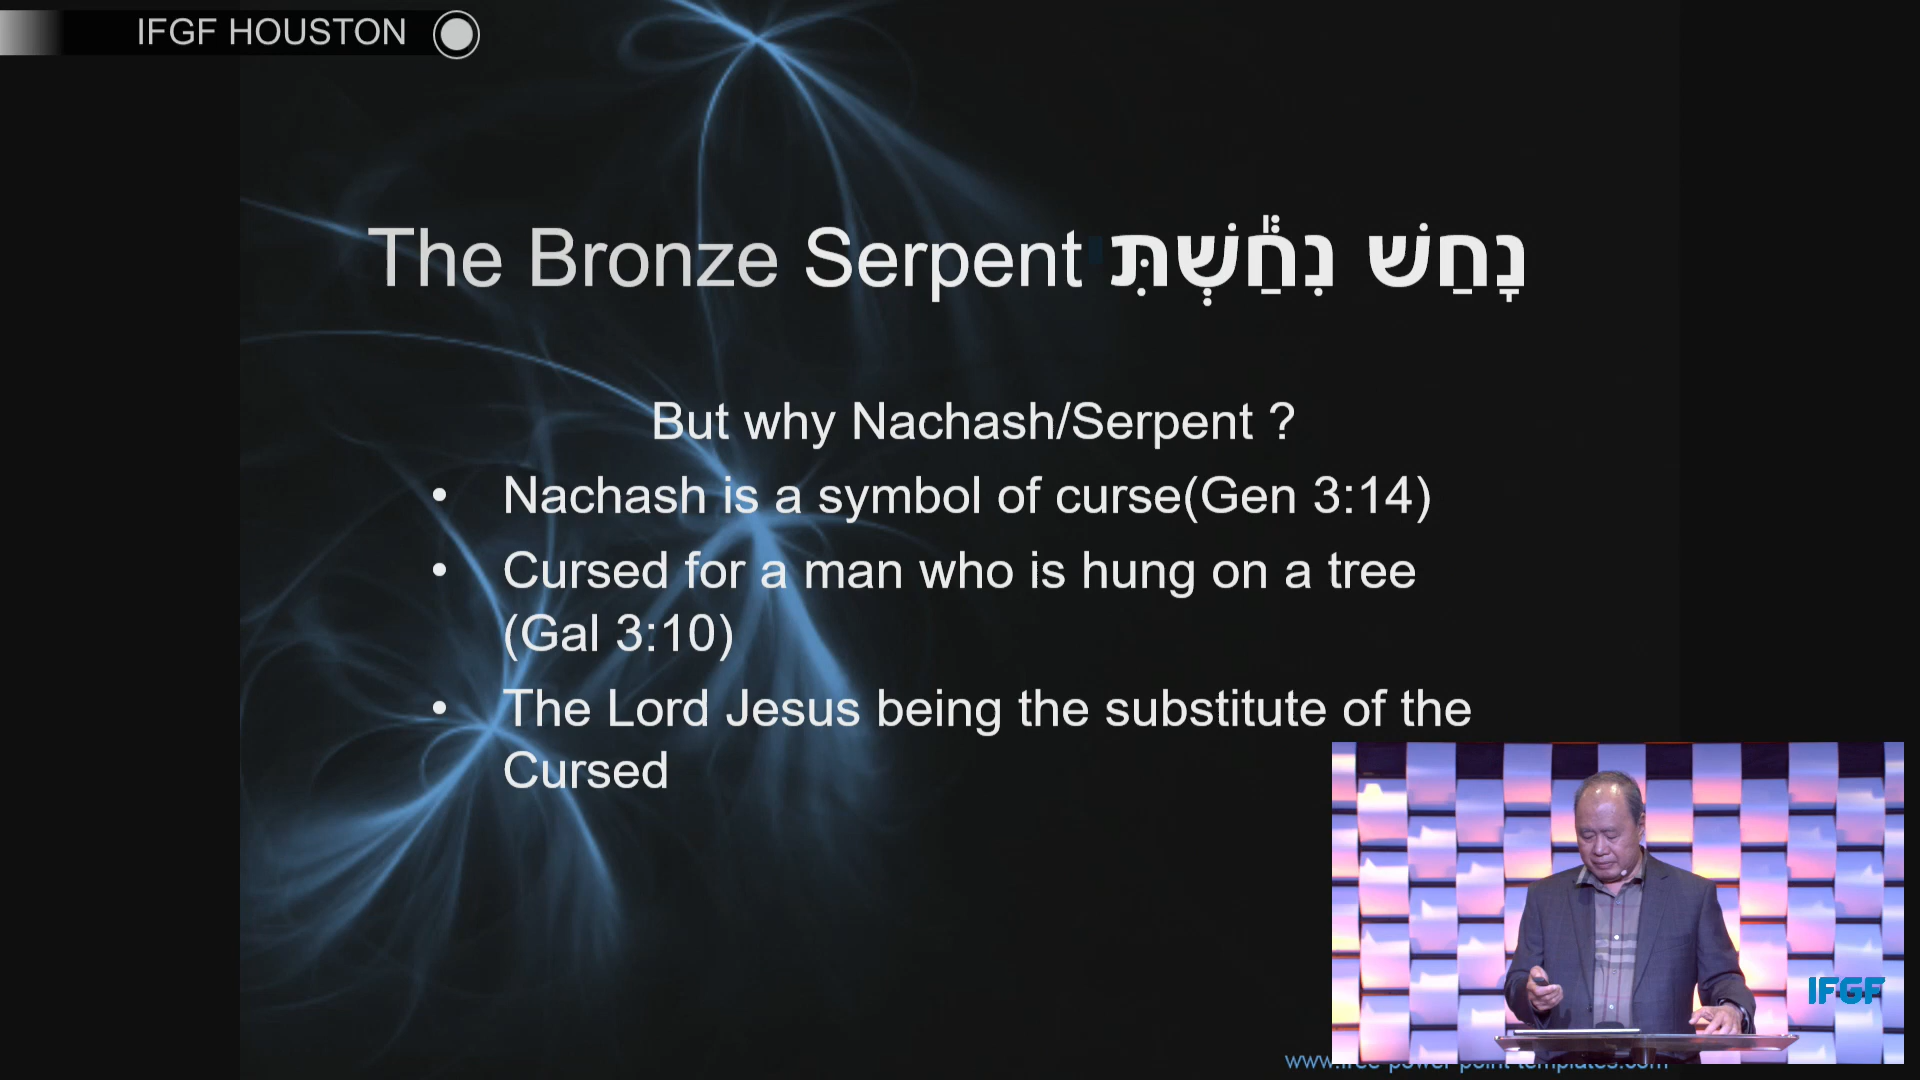 IFGF HOUSTON
The Bronze Serpent נָחַשׁ נִחַ֔שְׁתִּ
But why Nachash/Serpent ?
• Nachash is a symbol of curse(Gen 3:14)
• Cursed for a man who is hung on a tree
(Gal 3:10)
• The Lord Jesus being the substitute of the
Cursed
IFGF